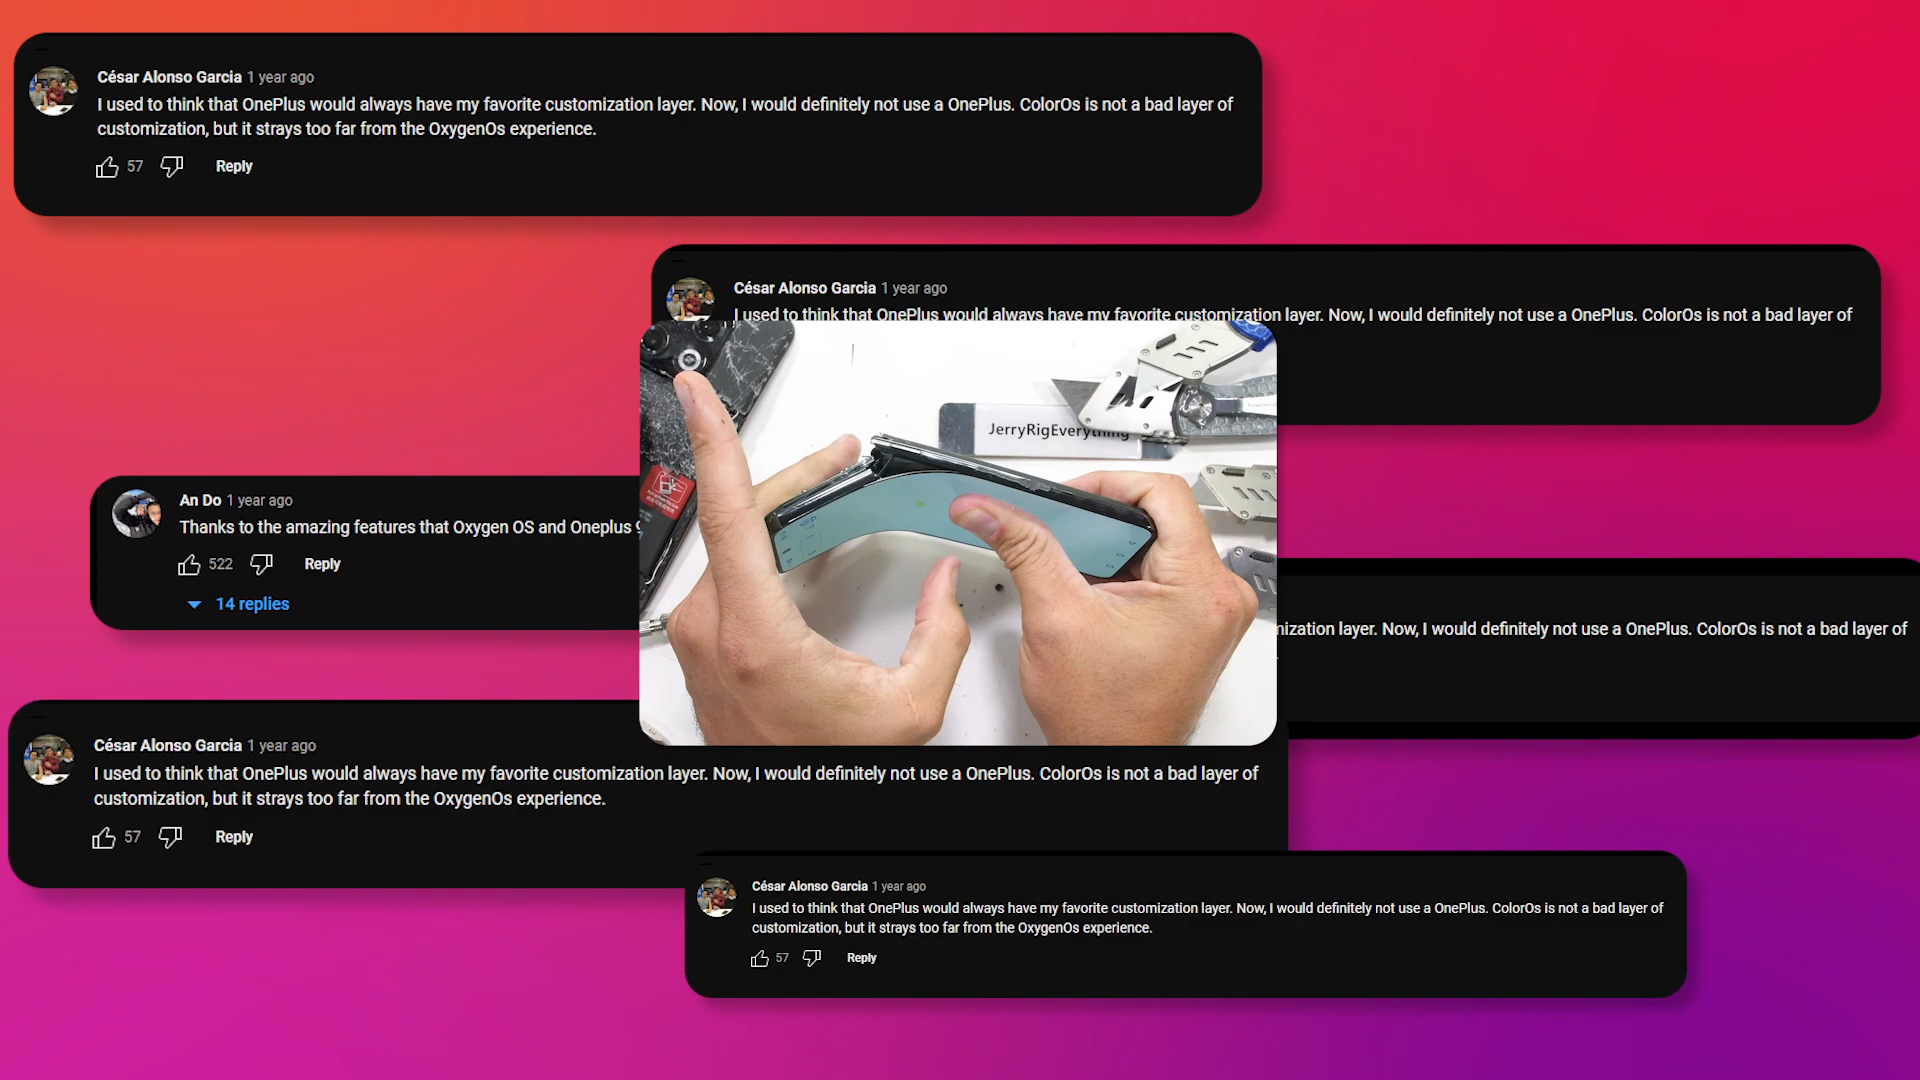 César Alonso Garcia 1 year ago
I used to think that OnePlus would always have my favorite customization layer. Now, I would definitely not use a OnePlus. ColorOs is not a bad layer of
customization, but it strays too far from the OxygenOs experience.
57 Reply
César Alonso Garcia 1 year ago
I used to think that OnePlus would always have my favorite customization layer. Now, I would definitely not use a OnePlus. ColorOs is not a bad layer of
JerryRigEverything
An Do 1 year ago
Thanks to the amazing features that Oxygen OS and Oneplus
522 Reply
14 replies
layer. Now, I would definitely not use a OnePlus. ColorOs is not a bad layer of
César Alonso Garcia 1 year ago
I used to think that OnePlus would always have my favorite customization layer. Now, I would definitely not use a OnePlus. ColorOs is not a bad layer of
customization, but it strays too far from the OxygenOs experience.
57 Reply
César Alonso Garcia 1 year ago
I used to think that OnePlus would always have my favorite customization layer. Now, I would definitely not use a OnePlus. ColorOs is not a bad layer of
customization, but it strays too far from the OxygenOs experience.
57 Reply